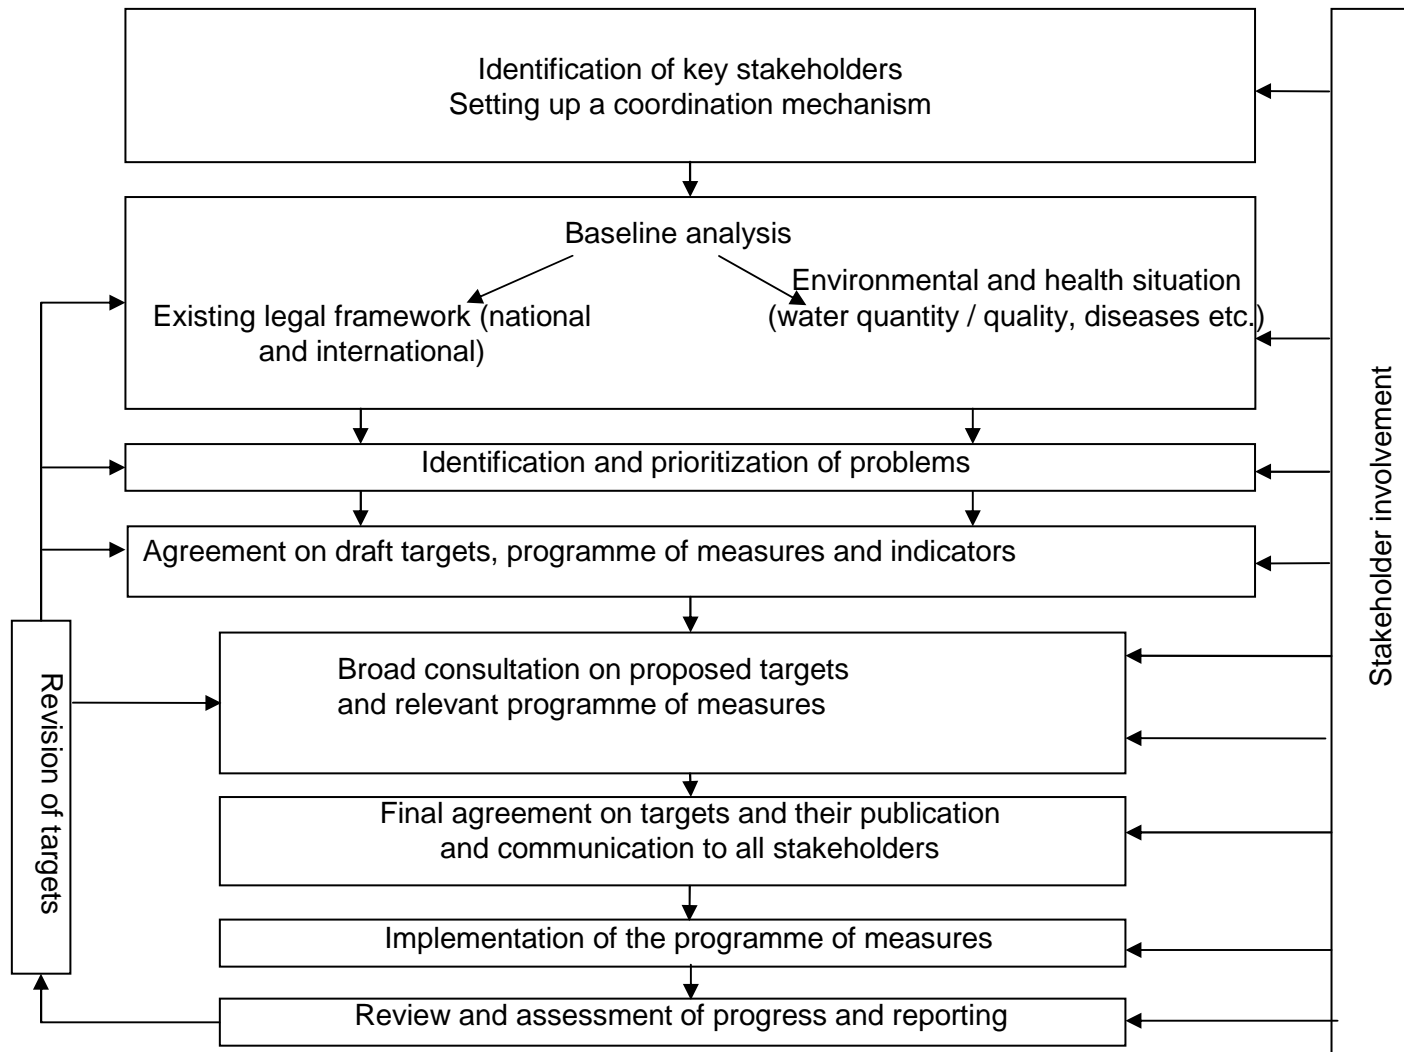 Identification of key stakeholders
Setting up a coordination mechanism
Baseline analysis
Existing legal framework (national
and international)
Environmental and health situation
(water quantity / quality, diseases etc.)
Identification and prioritization of problems
Agreement on draft targets, programme of measures and indicators
Broad consultation on proposed targets
and relevant programme of measures
Final agreement on targets and their publication
and communication to all stakeholders
Implementation of the programme of measures
Review and assessment of progress and reporting
Revision of targets
Stakeholder involvement